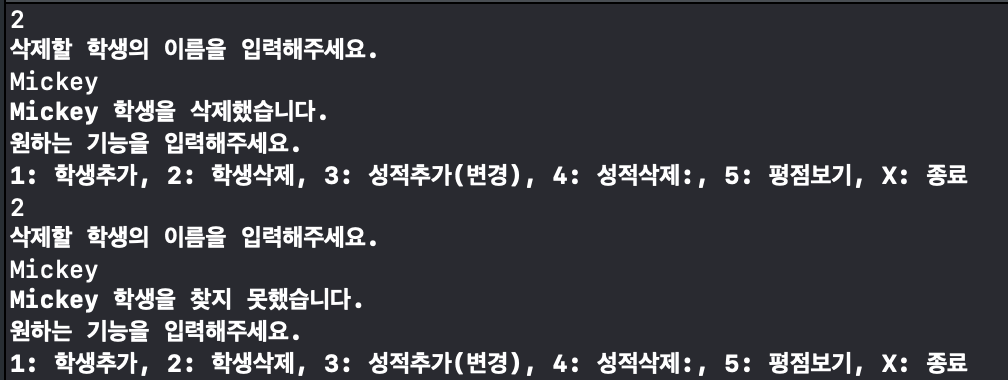 2
삭제할 학생의 이름을 입력해주세요.
Mickey
Mickey 학생을 삭제했습니다.
원하는 기능을 입력해주세요.
1: 학생추가, 2: 학생삭제, 3: 성적추가(변경), 4: 성적삭제:, 5: 평점보기, X: 종료
2
삭제할 학생의 이름을 입력해주세요.
Mickey
Mickey 학생을 찾지 못했습니다.
원하는 기능을 입력해주세요.
1: 학생추가, 2: 학생삭제, 3: 성적추가(변경), 4: 성적삭제:, 5: 평점보기, X: 종료